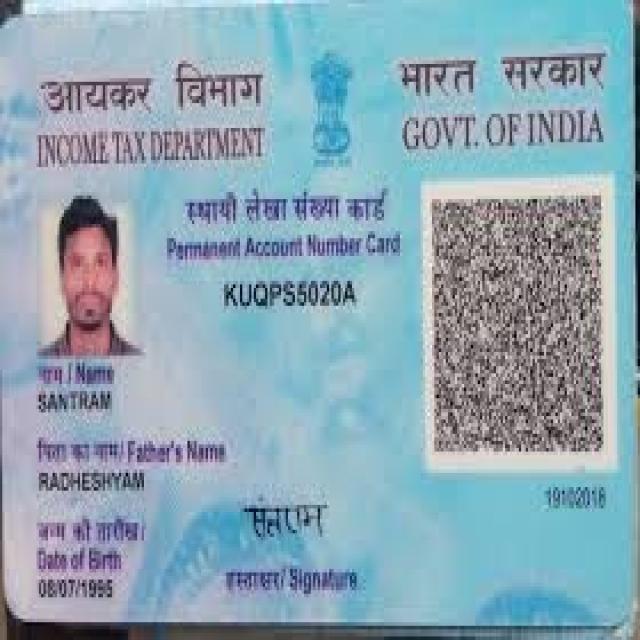 आयकर विभाग
INCOME TAX DEPARTMENT
भारत सरकार
GOVT. OF INDIA
स्थायी लेखा संख्या कार्ड
Permanent Account Number Card
KUQPS5020A
नाम / Name
SANTRAM
पिता का नाम/ Father's Name
RADHESHYAM
जन्म की तारीख/
Date of Birth
08/07/1995
संतराम
हस्ताक्षर/ Signature
19102018